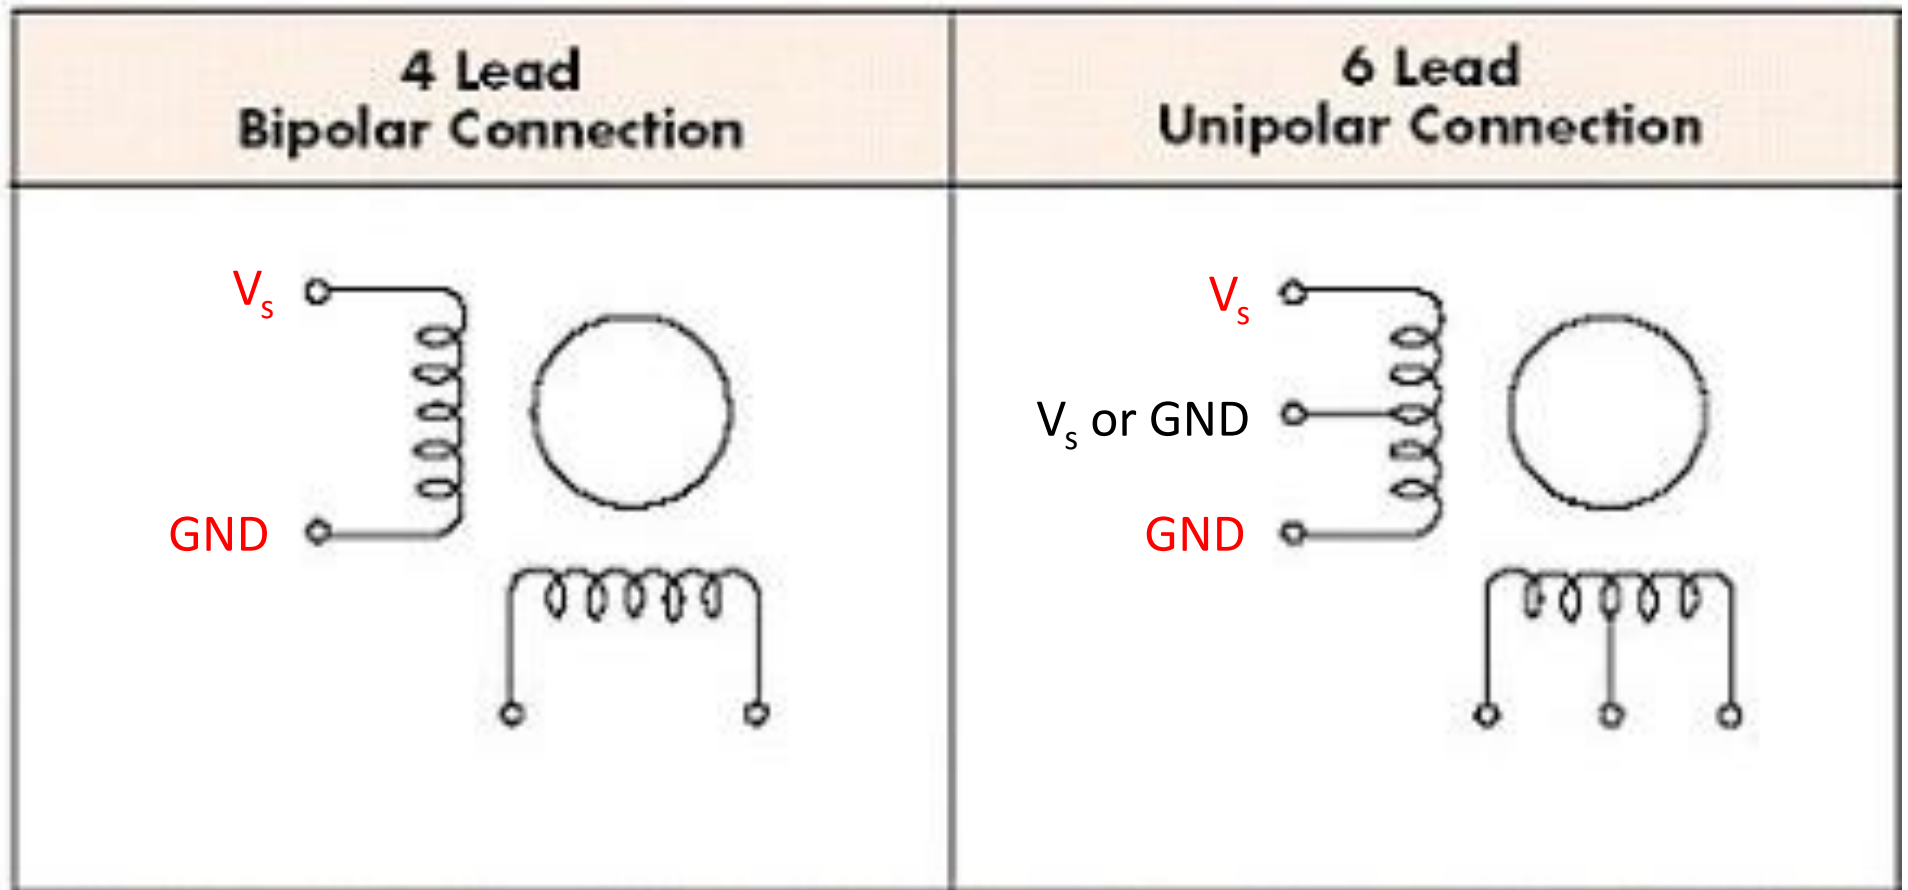 4 Lead
Bipolar Connection
6 Lead
Unipolar Connection
Vs
GND
Vs
Vs or GND
GND